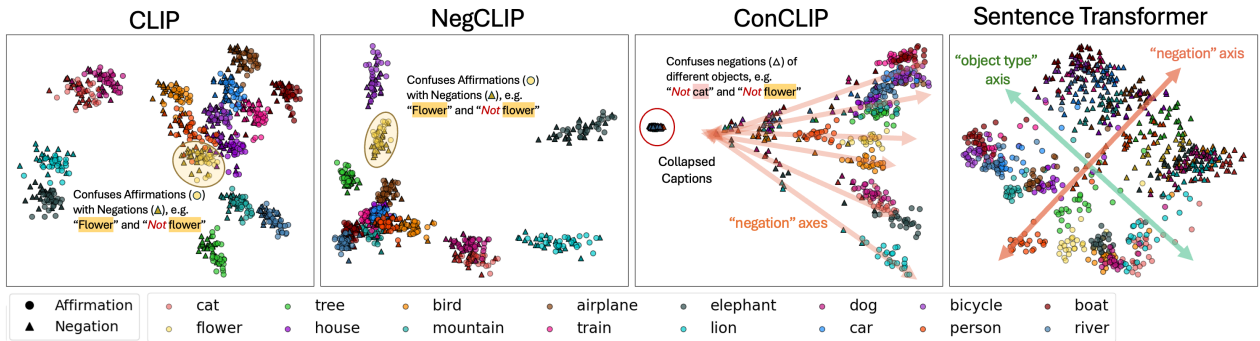 CLIP
Confuses Affirmations (○)
with Negations (△), e.g.
“Flower” and “Not flower”
NegCLIP
Confuses Affirmations (○)
with Negations (△), e.g.
“Flower” and “Not flower”
ConCLIP
Confuses negations (△) of
different objects, e.g.
“Not cat” and “Not flower”
Collapsed
Captions
“negation” axes
Sentence Transformer
“object type”
axis
“negation” axis
Affirmation
Negation
cat tree bird airplane elephant dog bicycle boat
flower house mountain train lion car person river